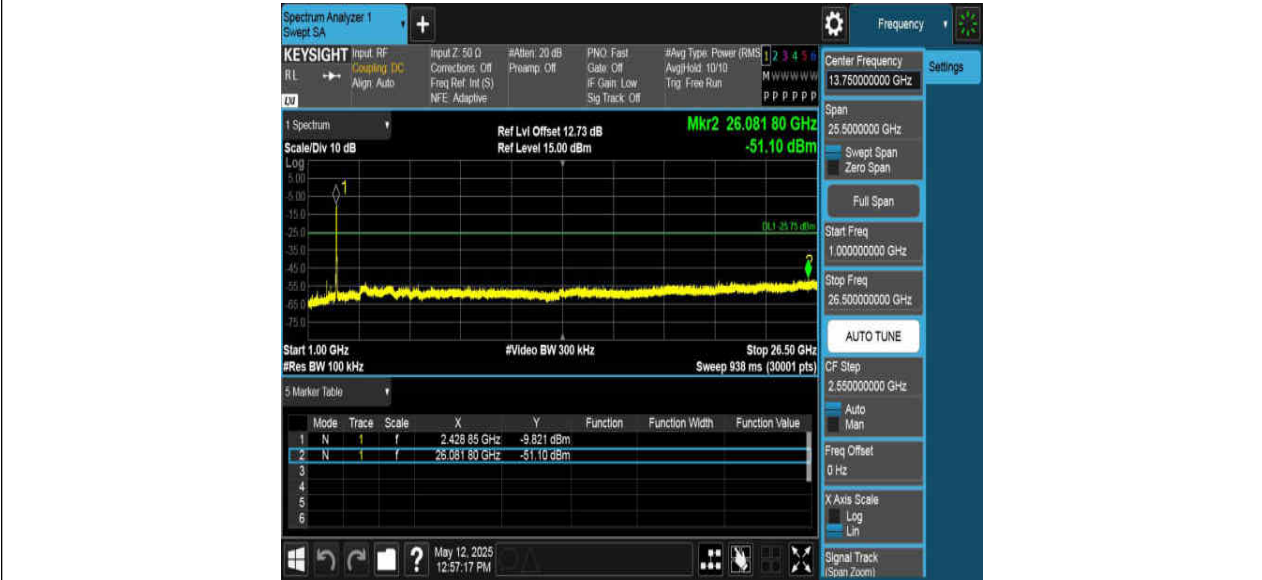 Spectrum Analyzer 1
Swept SA
+
Frequency
KEYSIGHT
RL
LXI
Input: RF
Coupling: DC
Align: Auto
Input Z: 50 Ω
Corrections: Off
Freq Ref: Int (S)
NFE: Adaptive
#Atten: 20 dB
Preamp: Off
PNO: Fast
Gate: Off
IF Gain: Low
Sig Track: Off
#Avg Type: Power (RMS
Avg|Hold: 10/10
Trig: Free Run
1 2 3 4 5 6
M W W W W W
P P P P P P
1 Spectrum
Scale/Div 10 dB
Log
Ref Lvl Offset 12.73 dB
Ref Level 15.00 dBm
Mkr2 26.081 80 GHz
-51.10 dBm
5.00
-5.00
-15.0
-25.0
-35.0
-45.0
-55.0
-65.0
-75.0
1
2
DL1 -25.75 dBm
Start 1.00 GHz
#Res BW 100 kHz
#Video BW 300 kHz
Stop 26.50 GHz
Sweep 938 ms (30001 pts)
5 Marker Table
Mode Trace Scale X Y Function Function Width Function Value
1 N 1 f 2.428 85 GHz -9.821 dBm
2 N 1 f 26.081 80 GHz -51.10 dBm
3
4
5
6
?
May 12, 2025
12:57:17 PM
Center Frequency
13.750000000 GHz
Settings
Span
25.5000000 GHz
Swept Span
Zero Span
Full Span
Start Freq
1.000000000 GHz
Stop Freq
26.500000000 GHz
AUTO TUNE
CF Step
2.550000000 GHz
Auto
Man
Freq Offset
0 Hz
X Axis Scale
Log
Lin
Signal Track
(Span Zoom)